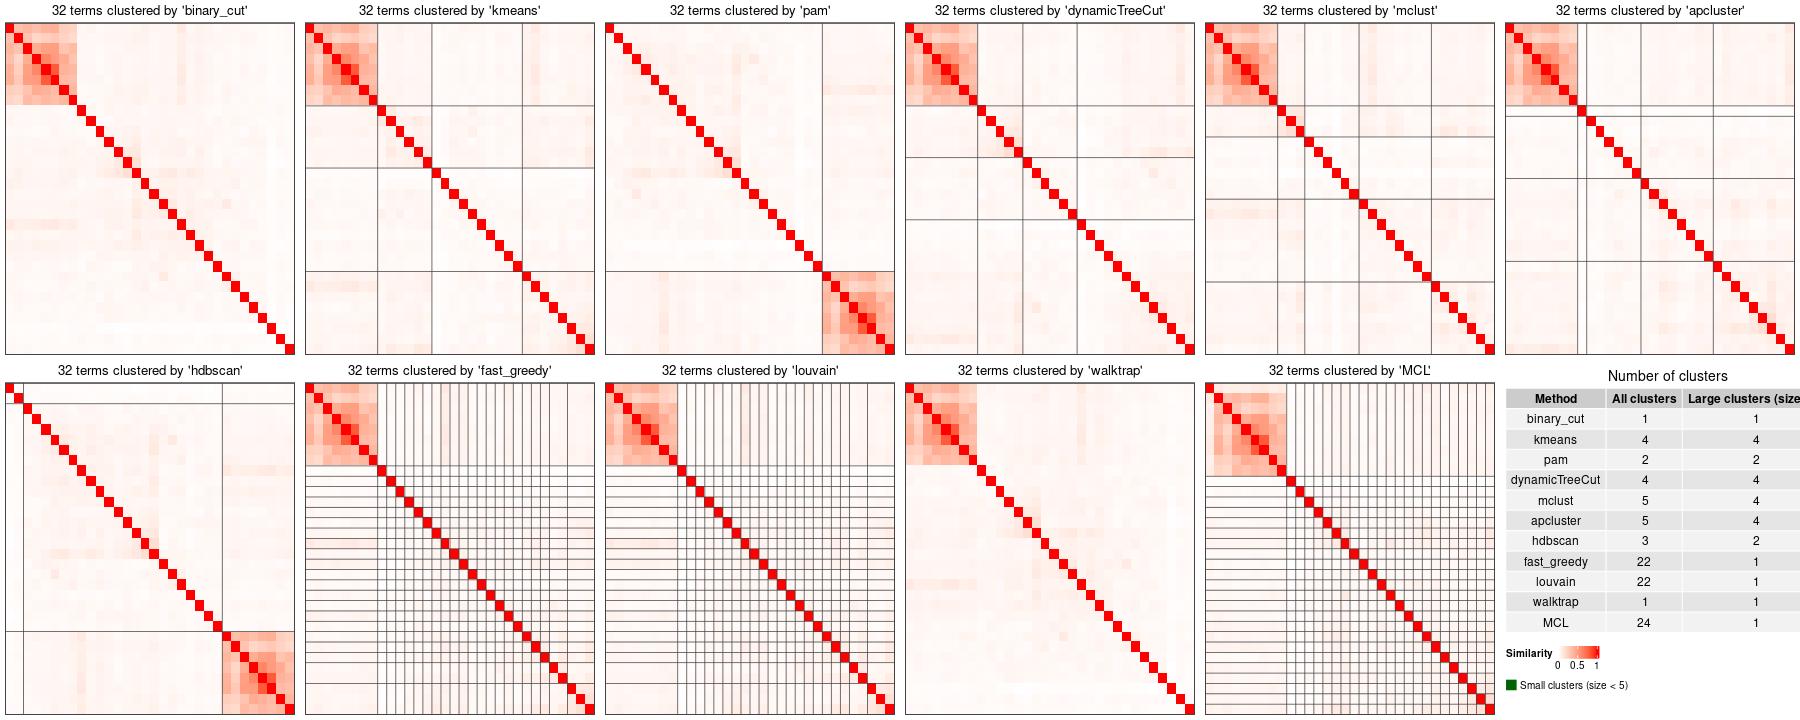 32 terms clustered by 'binary_cut'
32 terms clustered by 'kmeans'
32 terms clustered by 'pam'
32 terms clustered by 'dynamicTreeCut'
32 terms clustered by 'mclust'
32 terms clustered by 'apcluster'
32 terms clustered by 'hdbscan'
32 terms clustered by 'fast_greedy'
32 terms clustered by 'louvain'
32 terms clustered by 'walktrap'
32 terms clustered by 'MCL'
Number of clusters
Method All clusters Large clusters (size
binary_cut 1 1
kmeans 4 4
pam 2 2
dynamicTreeCut 4 4
mclust 5 4
apcluster 5 4
hdbscan 3 2
fast_greedy 22 1
louvain 22 1
walktrap 1 1
MCL 24 1
Similarity
0 0.5 1
Small clusters (size < 5)